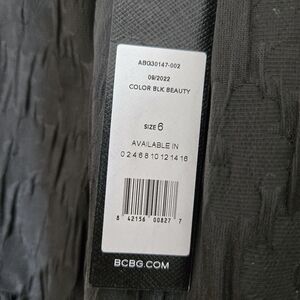 ABG30147-002
09/2022
COLOR BLK BEAUTY
SIZE 6
AVAILABLE IN
0 2 4 6 8 10 12 14 16
8 42156 00827 7
BCBG.COM